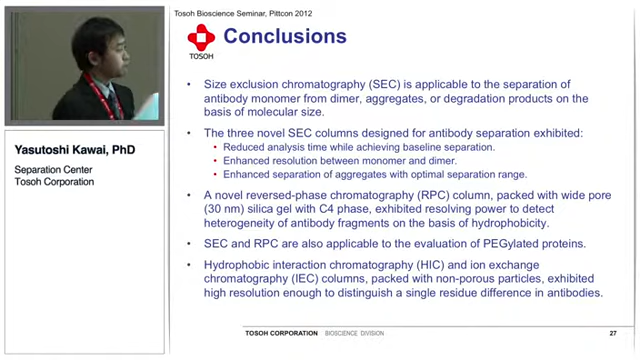 Tosoh Bioscience Seminar, Pittcon 2012
TOSOH
Conclusions
• Size exclusion chromatography (SEC) is applicable to the separation of
antibody monomer from dimer, aggregates, or degradation products on the
basis of molecular size.
• The three novel SEC columns designed for antibody separation exhibited:
• Reduced analysis time while achieving baseline separation.
• Enhanced resolution between monomer and dimer.
• Enhanced separation of aggregates with optimal separation range.
• A novel reversed-phase chromatography (RPC) column, packed with wide pore
(30 nm) silica gel with C4 phase, exhibited resolving power to detect
heterogeneity of antibody fragments on the basis of hydrophobicity.
• SEC and RPC are also applicable to the evaluation of PEGylated proteins.
• Hydrophobic interaction chromatography (HIC) and ion exchange
chromatography (IEC) columns, packed with non-porous particles, exhibited
high resolution enough to distinguish a single residue difference in antibodies.
Yasutoshi Kawai, PhD
Separation Center
Tosoh Corporation
TOSOH CORPORATION BIOSCIENCE DIVISION
27